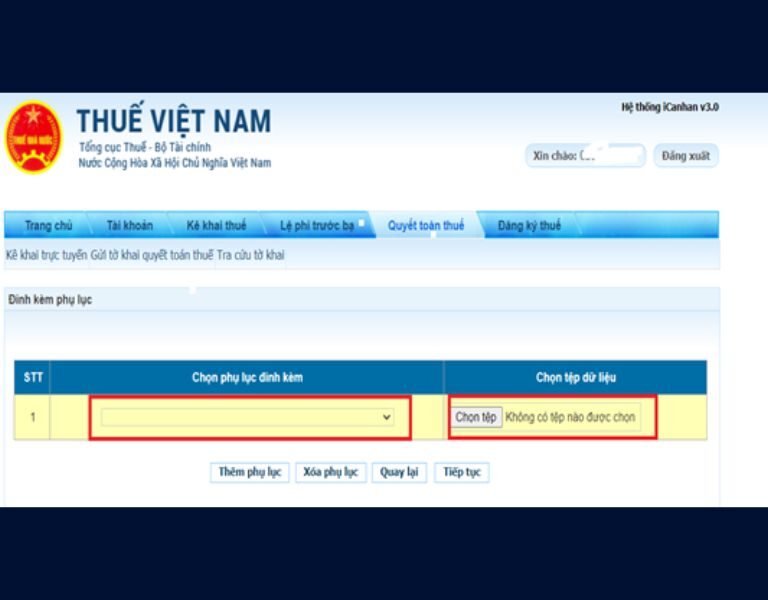 Hệ thống iCanhan v3.0
THUẾ NHÀ NƯỚC
THUẾ VIỆT NAM
Tổng cục Thuế - Bộ Tài chính
Nước Cộng Hòa Xã Hội Chủ Nghĩa Việt Nam
Xin chào:
Đăng xuất
Trang chủ Tài khoản Kê khai thuế Lệ phí trước bạ Quyết toán thuế Đăng ký thuế
Kê khai trực tuyến Gửi tờ khai quyết toán thuế Tra cứu tờ khai
Đính kèm phụ lục
STT Chọn phụ lục đính kèm Chọn tệp dữ liệu
1 Chọn tệp Không có tệp nào được chọn
Thêm phụ lục Xóa phụ lục Quay lại Tiếp tục